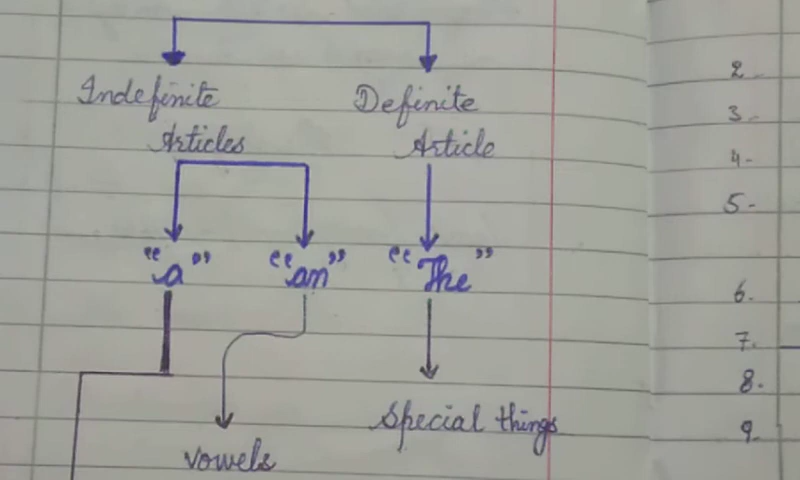 Indefinite Definite
Articles Article
"a" "an" "The"
Special things
vowels
2.
3.
4.
5-
6.
7.
8.
9.